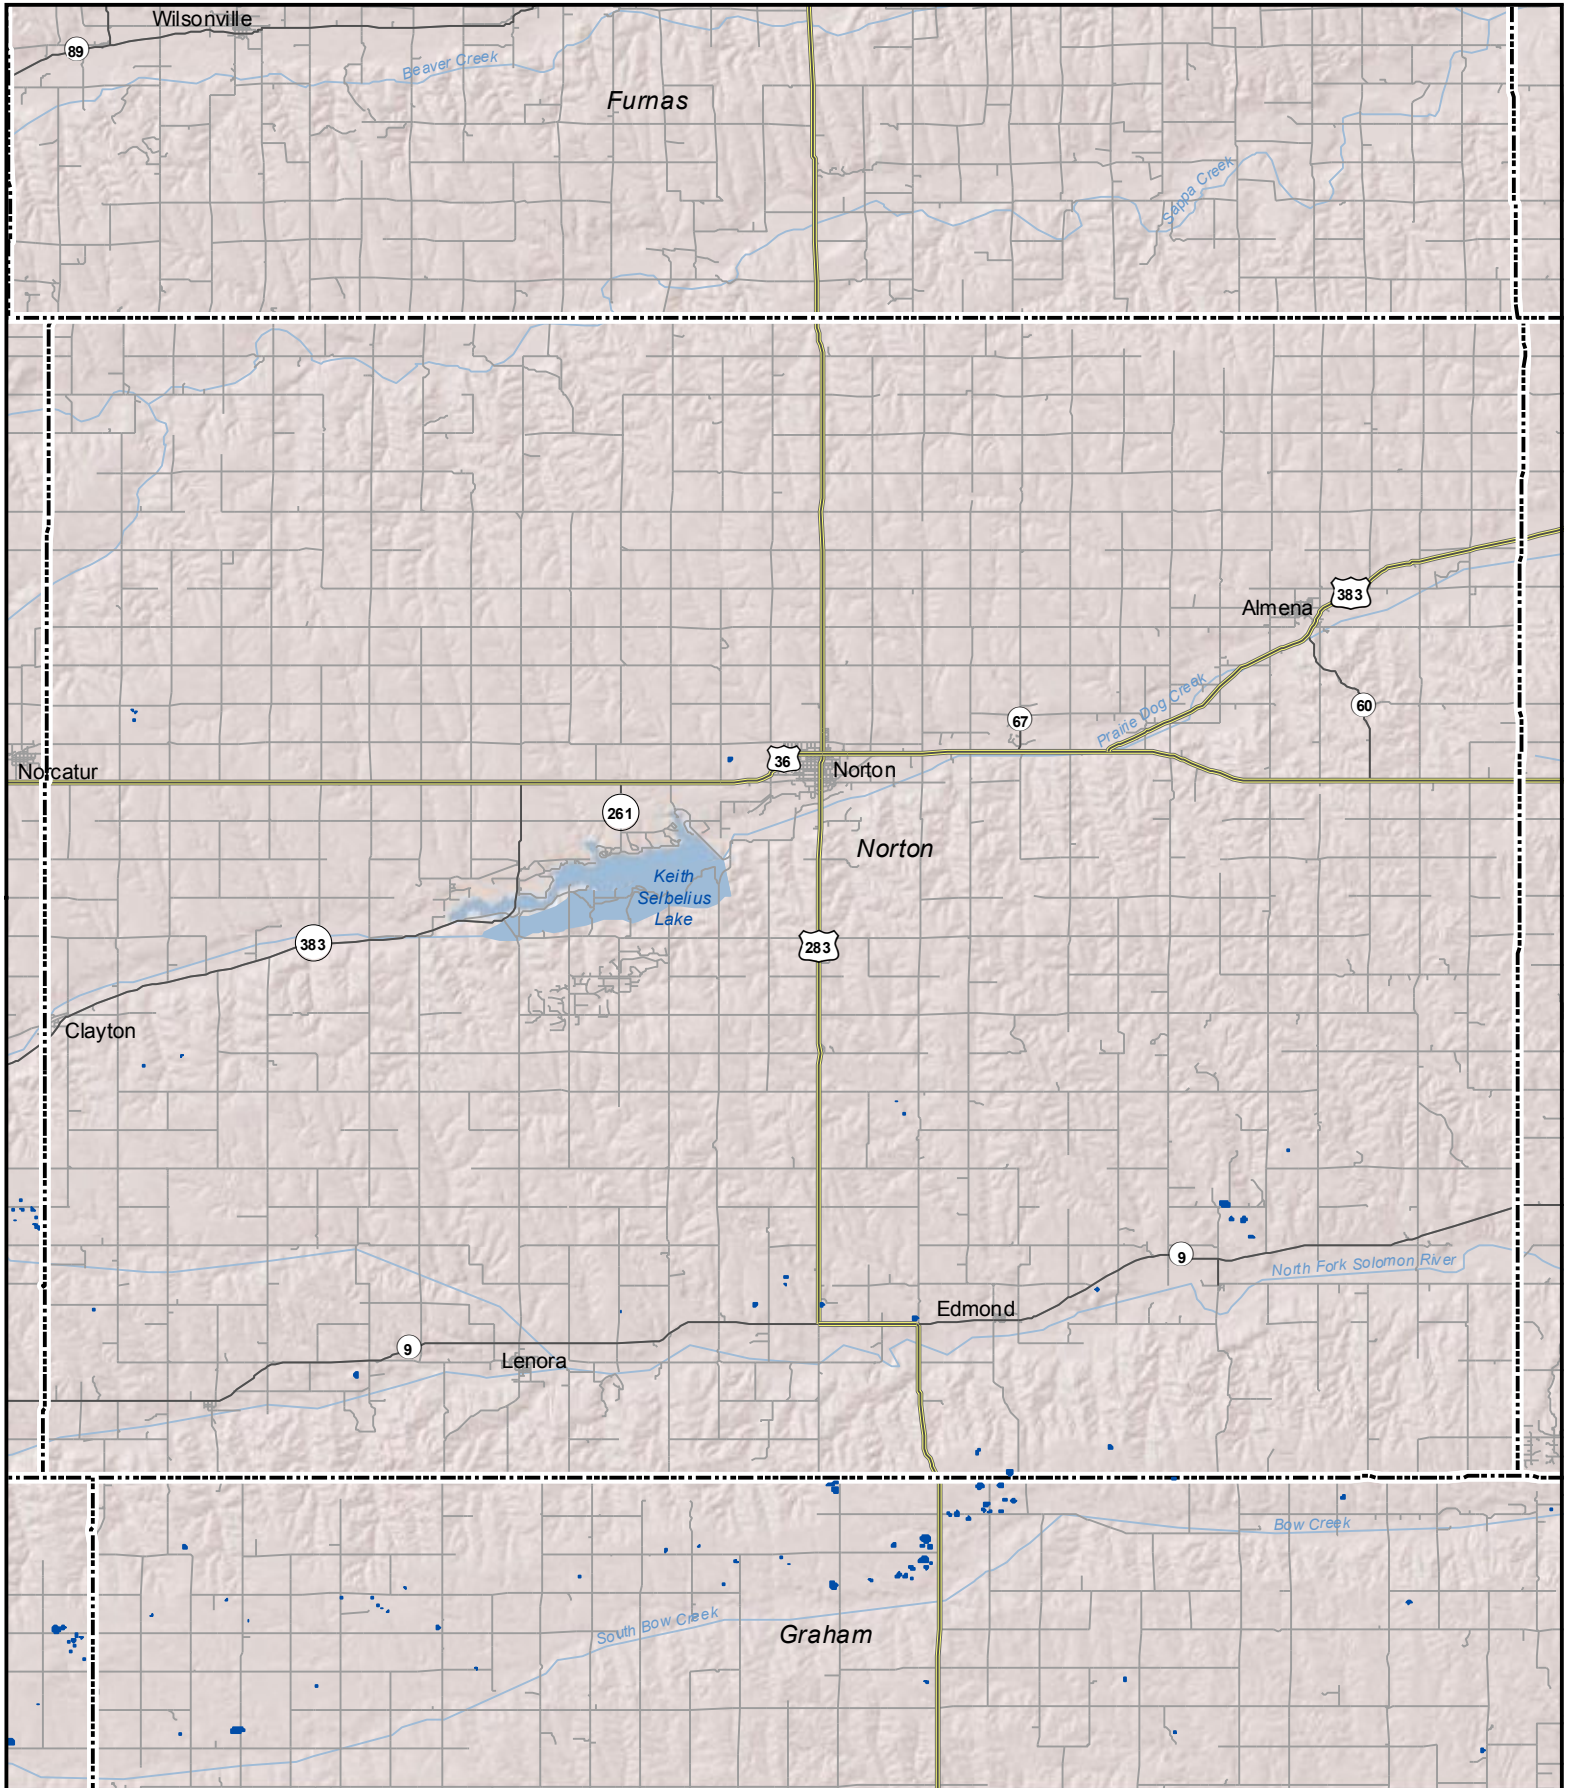 Wilsonville
89
Beaver Creek
Furnas
Sappa Creek
383
Almena
Prairie Dog Creek
60
67
36
Norcatur
Norton
261
Norton
Keith
Selbelius
Lake
383
283
Clayton
9
North Fork Solomon River
Edmond
9
Lenora
Bow Creek
South Bow Creek
Graham